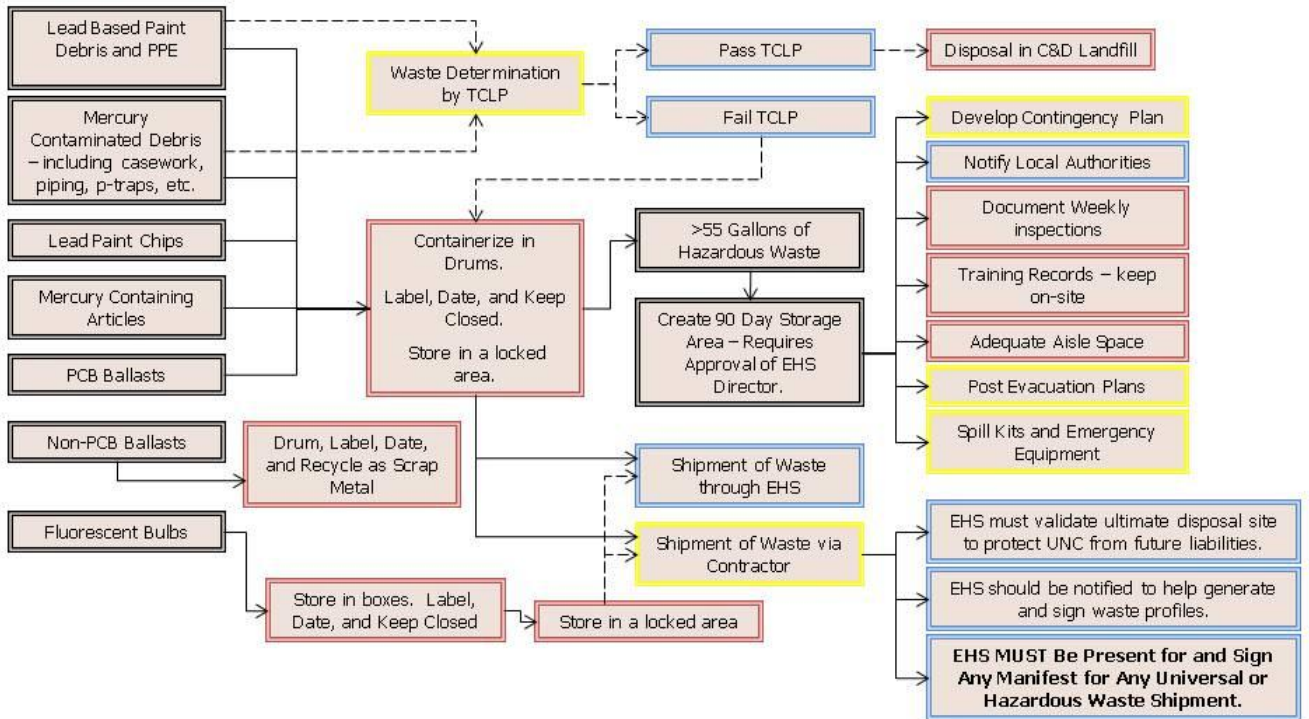 Lead Based Paint
Debris and PPE
Mercury
Contaminated Debris
– including casework,
piping, p-traps, etc.
Lead Paint Chips
Mercury Containing
Articles
PCB Ballasts
Non-PCB Ballasts
Fluorescent Bulbs
Drum, Label, Date,
and Recycle as Scrap
Metal
Store in boxes. Label,
Date, and Keep Closed
Store in a locked area
Waste Determination
by TCLP
Containerize in
Drums.
Label, Date, and Keep
Closed.
Store in a locked
area.
Pass TCLP
Fail TCLP
Disposal in C&D Landfill
>55 Gallons of
Hazardous Waste
Create 90 Day Storage
Area – Requires
Approval of EHS
Director.
Shipment of Waste
through EHS
Shipment of Waste via
Contractor
Develop Contingency Plan
Notify Local Authorities
Document Weekly
inspections
Training Records – keep
on-site
Adequate Aisle Space
Post Evacuation Plans
Spill Kits and Emergency
Equipment
EHS must validate ultimate disposal site
to protect UNC from future liabilities.
EHS should be notified to help generate
and sign waste profiles.
EHS MUST Be Present for and Sign
Any Manifest for Any Universal or
Hazardous Waste Shipment.